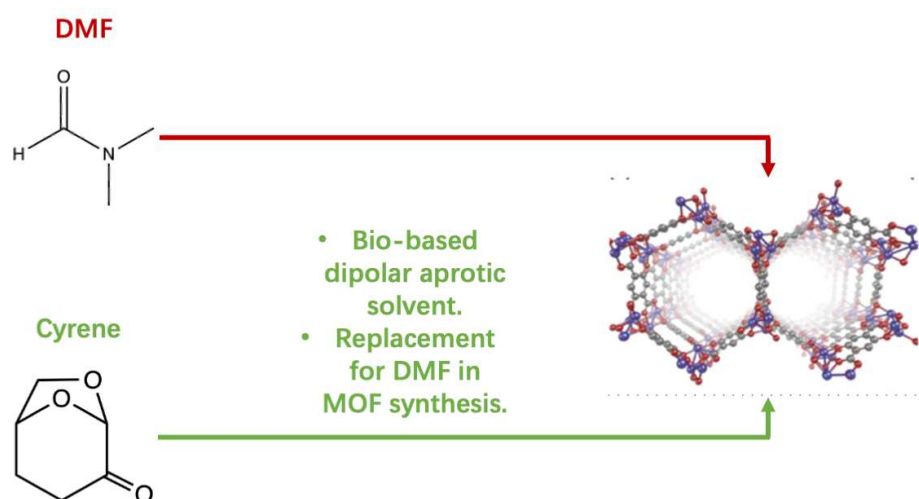 DMF
O
H
N
• Bio-based
dipolar aprotic
solvent.
• Replacement
for DMF in
MOF synthesis.
Cyrene
O
O
O